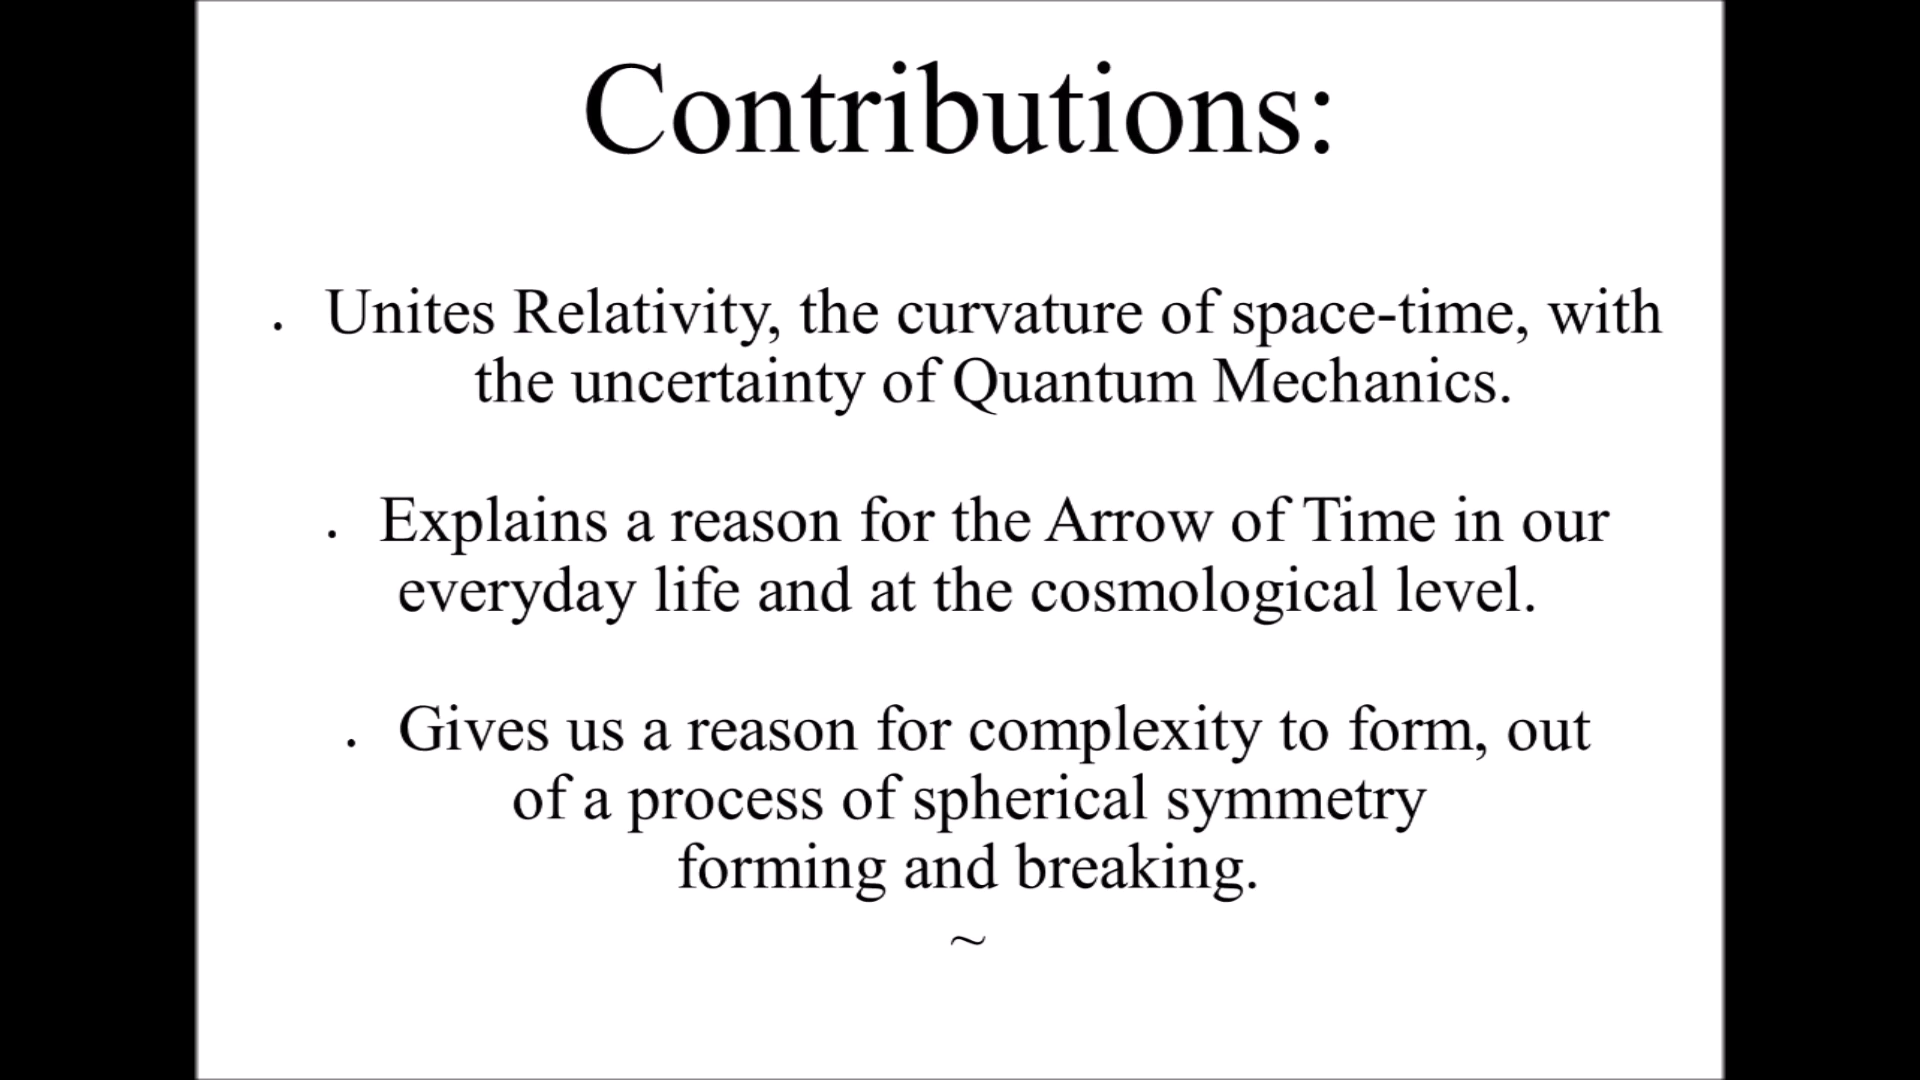 Contributions:
. Unites Relativity, the curvature of space-time, with
the uncertainty of Quantum Mechanics.
. Explains a reason for the Arrow of Time in our
everyday life and at the cosmological level.
. Gives us a reason for complexity to form, out
of a process of spherical symmetry
forming and breaking.
~